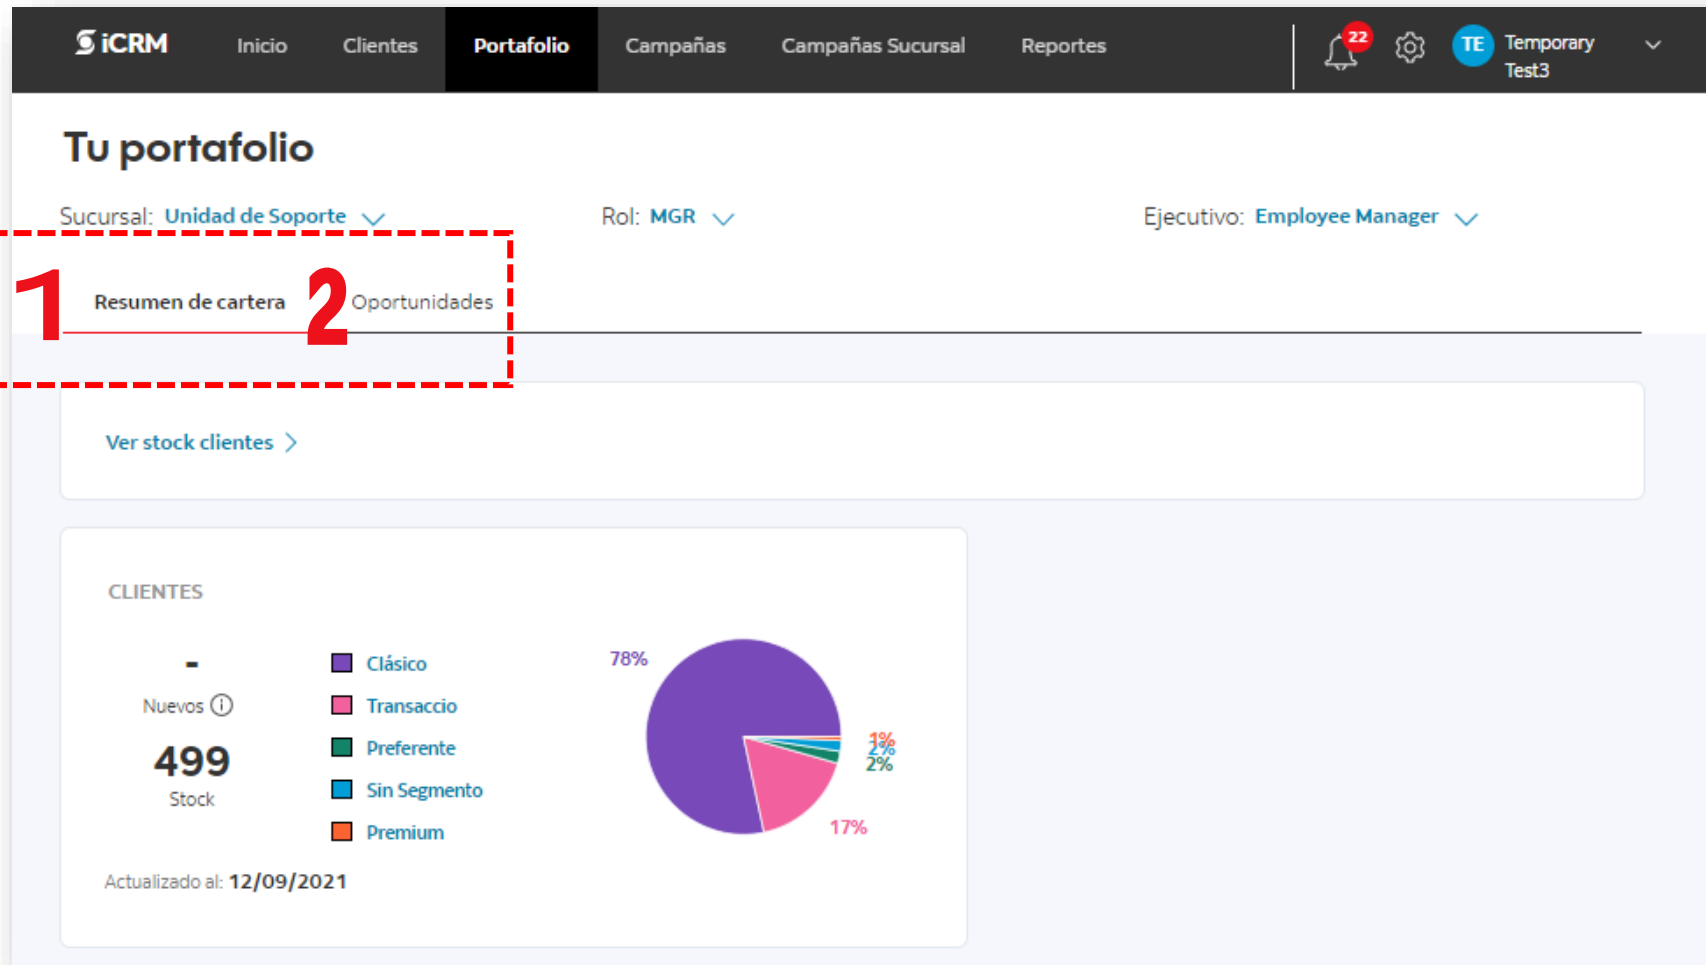 iCRM Inicio Clientes Portafolio Campañas Campañas Sucursal Reportes 22 TE Temporary
Test3
Tu portafolio
Sucursal: Unidad de Soporte Rol: MGR Ejecutivo: Employee Manager
1 Resumen de cartera 2 Oportunidades
Ver stock clientes
CLIENTES
-
Nuevos
499
Stock
Clásico
Transaccio
Preferente
Sin Segmento
Premium
78%
1%
2%
2%
17%
Actualizado al: 12/09/2021